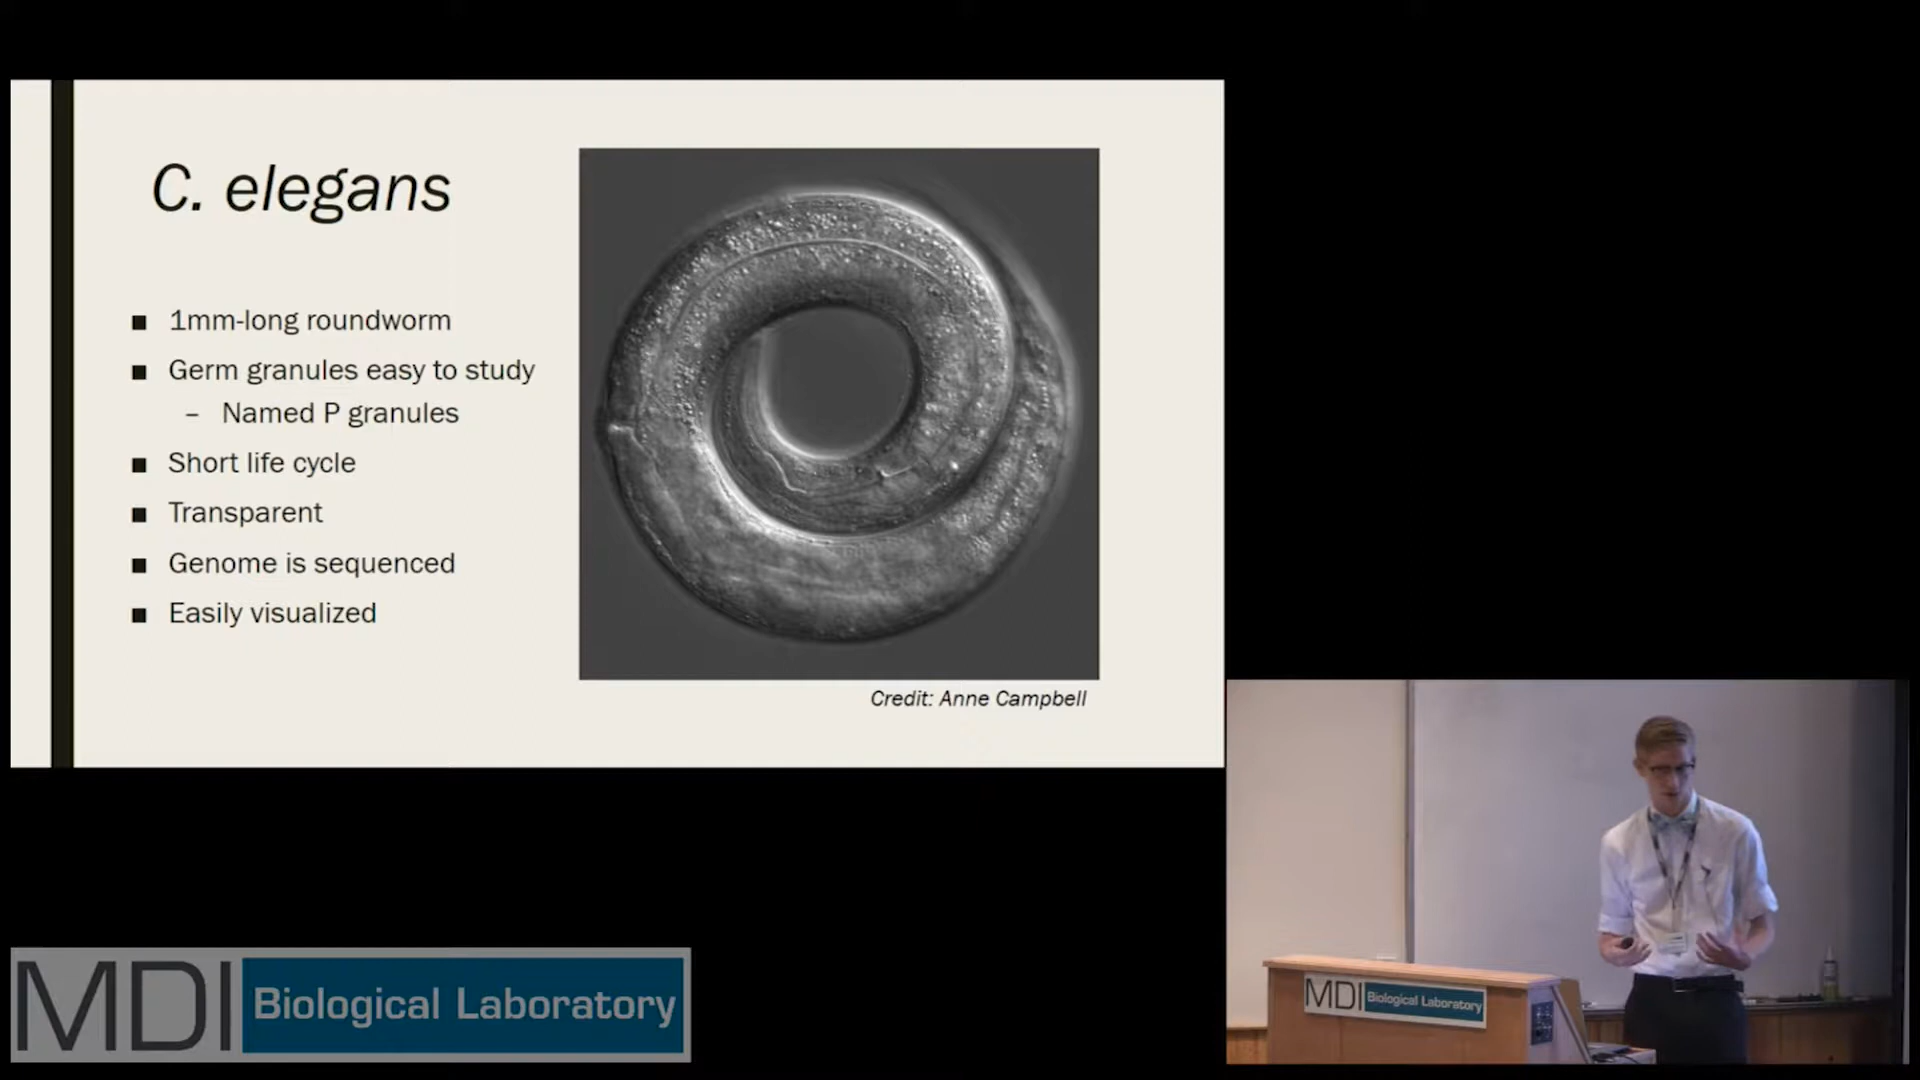 C. elegans
■ 1mm-long roundworm
■ Germ granules easy to study
– Named P granules
■ Short life cycle
■ Transparent
■ Genome is sequenced
■ Easily visualized
Credit: Anne Campbell
MDI Biological Laboratory
MDI Biological Laboratory